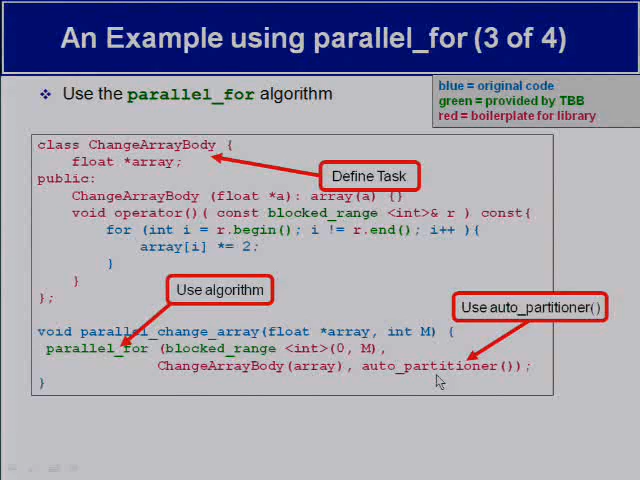 An Example using parallel_for (3 of 4)
❖ Use the parallel_for algorithm
blue = original code
green = provided by TBB
red = boilerplate for library
class ChangeArrayBody {
float *array;
Define Task
public:
ChangeArrayBody (float *a): array(a) {}
void operator()( const blocked_range <int>& r ) const{
for (int i = r.begin(); i != r.end(); i++ ){
array[i] *= 2;
}
}
};
Use algorithm
Use auto_partitioner()
void parallel_change_array(float *array, int M) {
parallel_for (blocked_range <int>(0, M),
ChangeArrayBody(array), auto_partitioner());
}